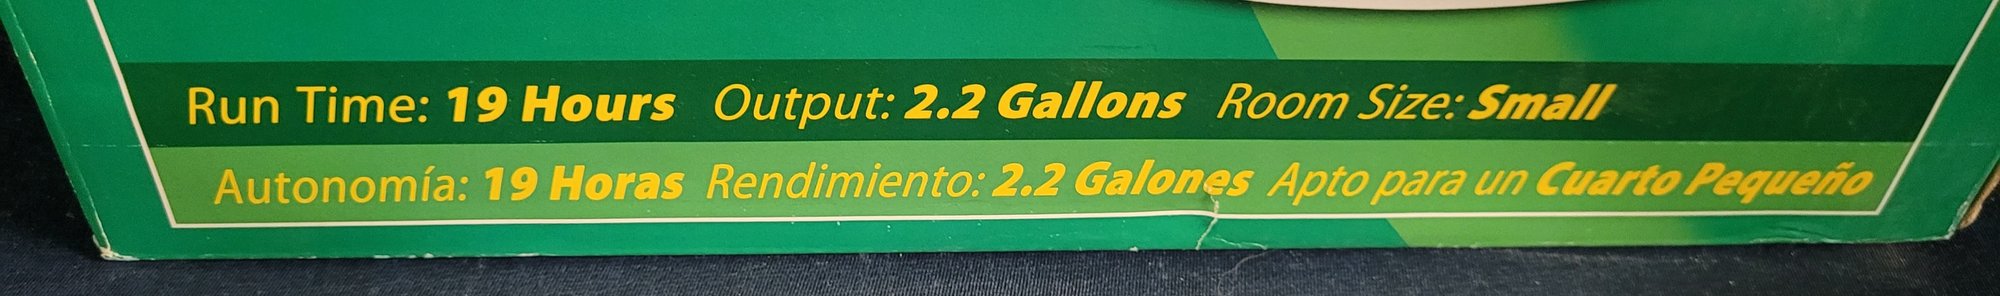 Run Time: 19 Hours Output: 2.2 Gallons Room Size: Small
Autonomía: 19 Horas Rendimiento: 2.2 Galones Apto para un Cuarto Pequeño